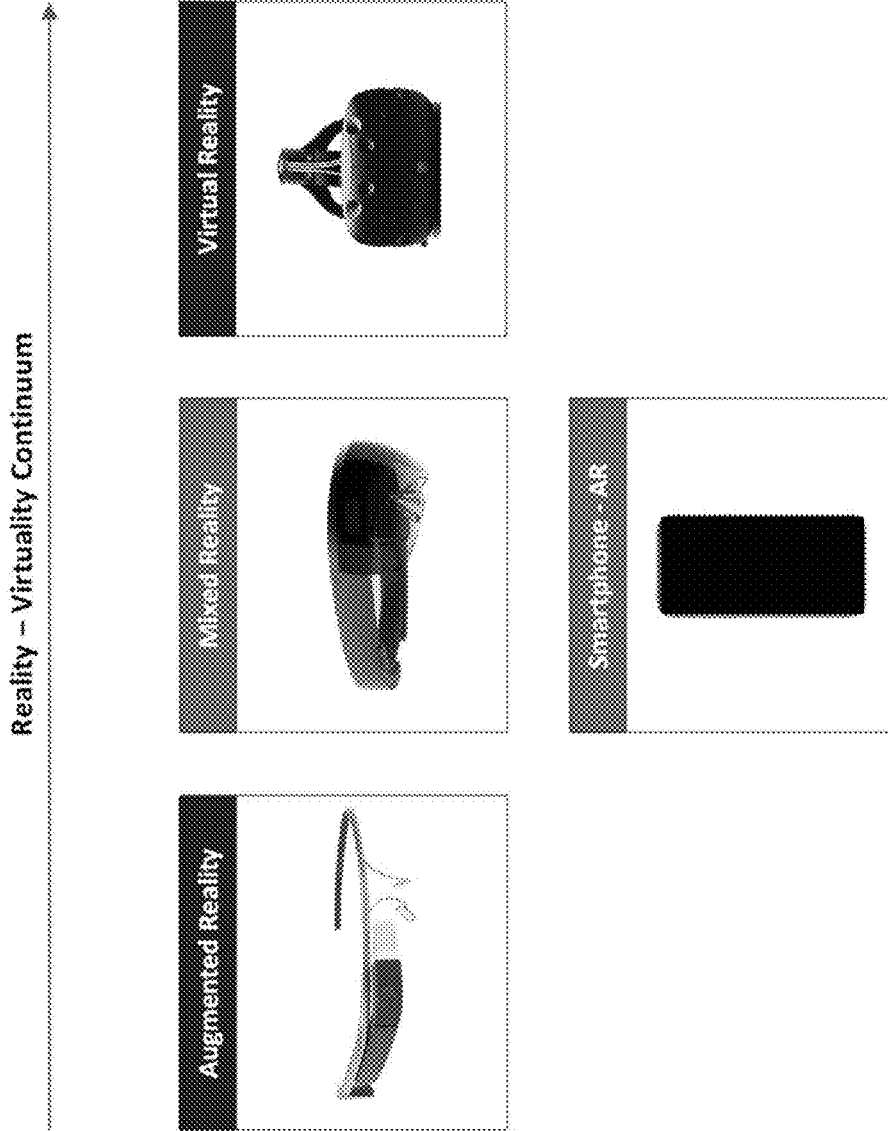 Reality – Virtuality Continuum
Augmented Reality
Mixed Reality
Virtual Reality
Smartphone - AR